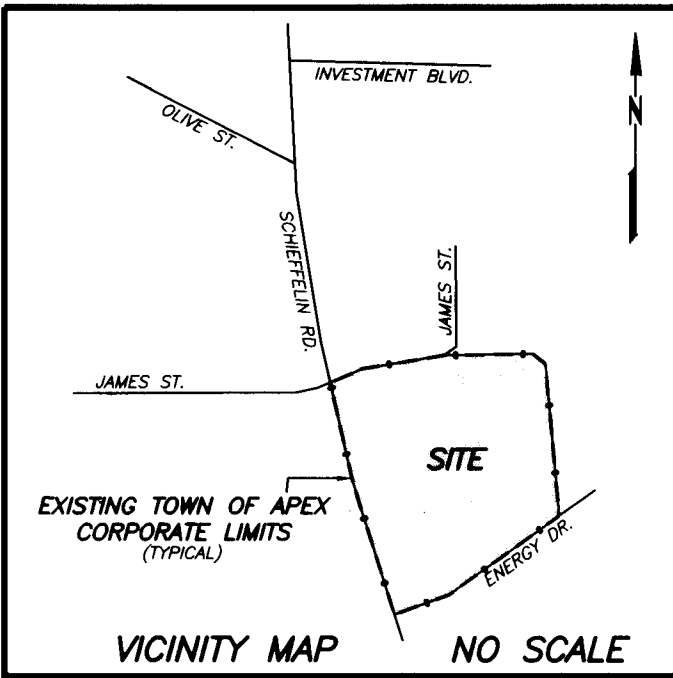 INVESTMENT BLVD.
OLIVE ST.
N
SCHIEFFELIN RD.
JAMES ST.
JAMES ST.
SITE
EXISTING TOWN OF APEX
CORPORATE LIMITS
(TYPICAL)
ENERGY DR.
VICINITY MAP NO SCALE